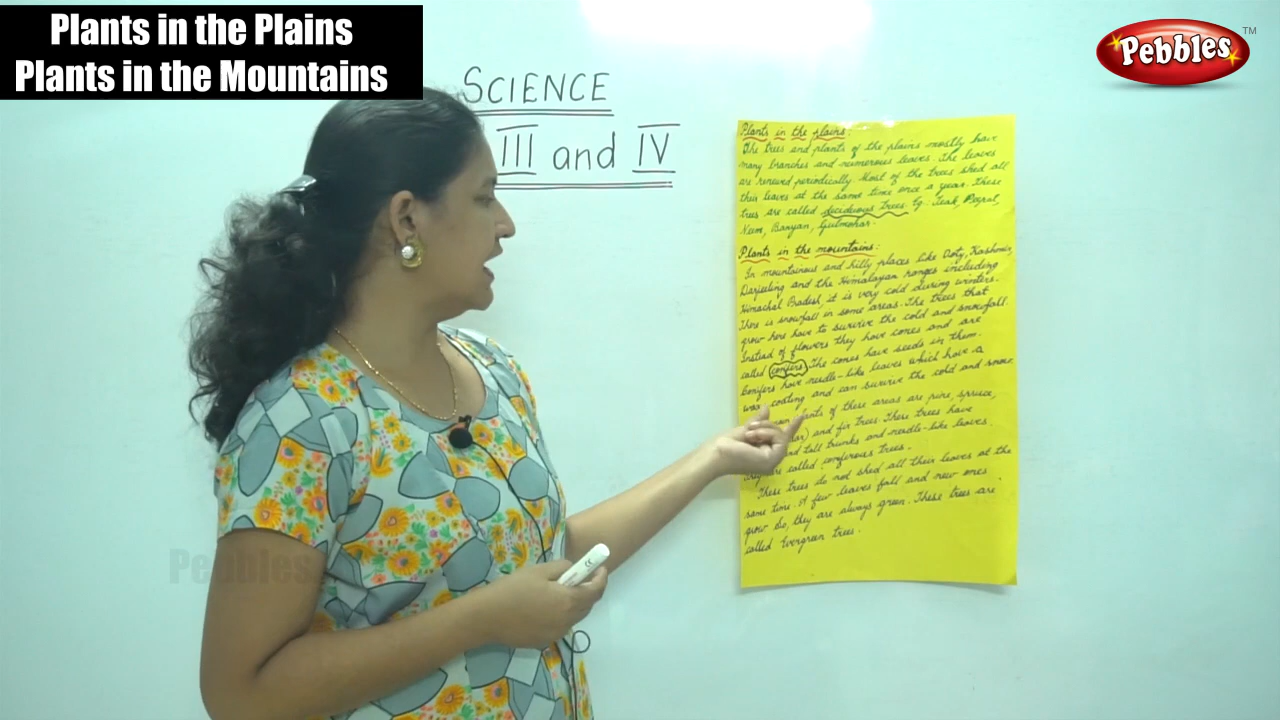 Plants in the Plains
Plants in the Mountains
Pebbles
TM
SCIENCE
III and IV
Plants in the plains:
The trees and plants of the plains mostly have
many branches and numerous leaves. The leaves
are renewed periodically. Most of the trees shed all
their leaves at the same time once a year. These
trees are called deciduous trees. Eg.: Teak, Peepal,
Neem, Banyan, Gulmohar.
Plants in the mountains:
In mountainous and hilly places like Ooty, Kashmir,
Darjeeling and the Himalayan ranges including
Himachal Pradesh, it is very cold during winters.
There is snowfall in some areas. The trees that
grow here have to survive the cold and snowfall.
Instead of flowers they have cones and are
called conifers. The cones have seeds in them.
Conifers have needle-like leaves which have a
wax coating and can survive the cold and snow.
plants of these areas are pine, spruce,
and fir trees. These trees have
and tall trunks and needle-like leaves.
They are called coniferous trees.
These trees do not shed all their leaves at the
same time. A few leaves fall and new ones
grow. So, they are always green. These trees are
called Evergreen trees.
Pebbles